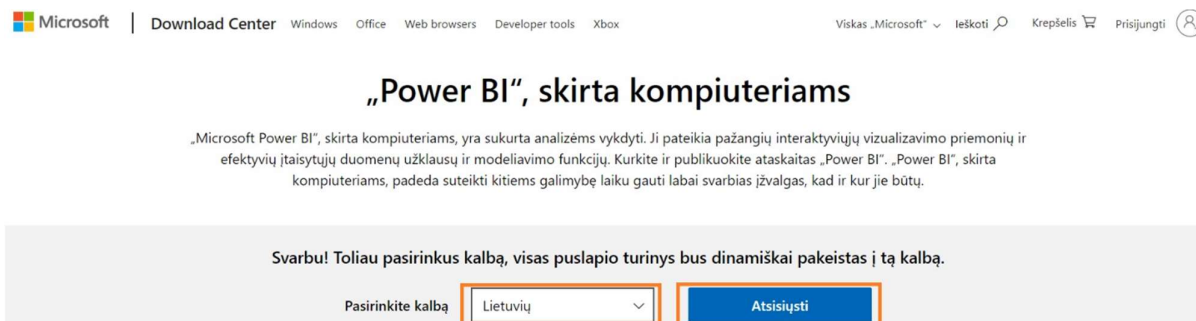 Microsoft | Download Center Windows Office Web browsers Developer tools Xbox Viskas „Microsoft“ Ieškoti Krepšelis Prisijungti
„Power BI“, skirta kompiuteriams
„Microsoft Power BI“, skirta kompiuteriams, yra sukurta analizėms vykdyti. Ji pateikia pažangių interaktyviųjų vizualizavimo priemonių ir
efektyvių įtaisytųjų duomenų užklausų ir modeliavimo funkcijų. Kurkite ir publikuokite ataskaitas „Power BI“. „Power BI“, skirta
kompiuteriams, padeda suteikti kitiems galimybę laiku gauti labai svarbias įžvalgas, kad ir kur jie būtų.
Svarbu! Toliau pasirinkus kalbą, visas puslapio turinys bus dinamiškai pakeistas į tą kalbą.
Pasirinkite kalbą Lietuvių Atsisiųsti